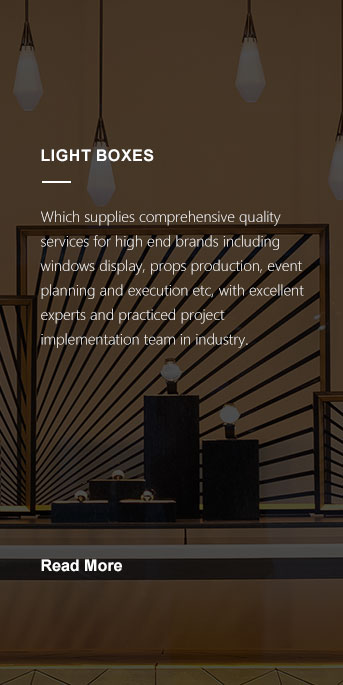 LIGHT BOXES
Which supplies comprehensive quality
services for high end brands including
windows display, props production, event
planning and execution etc, with excellent
experts and practiced project
implementation team in industry.
Read More